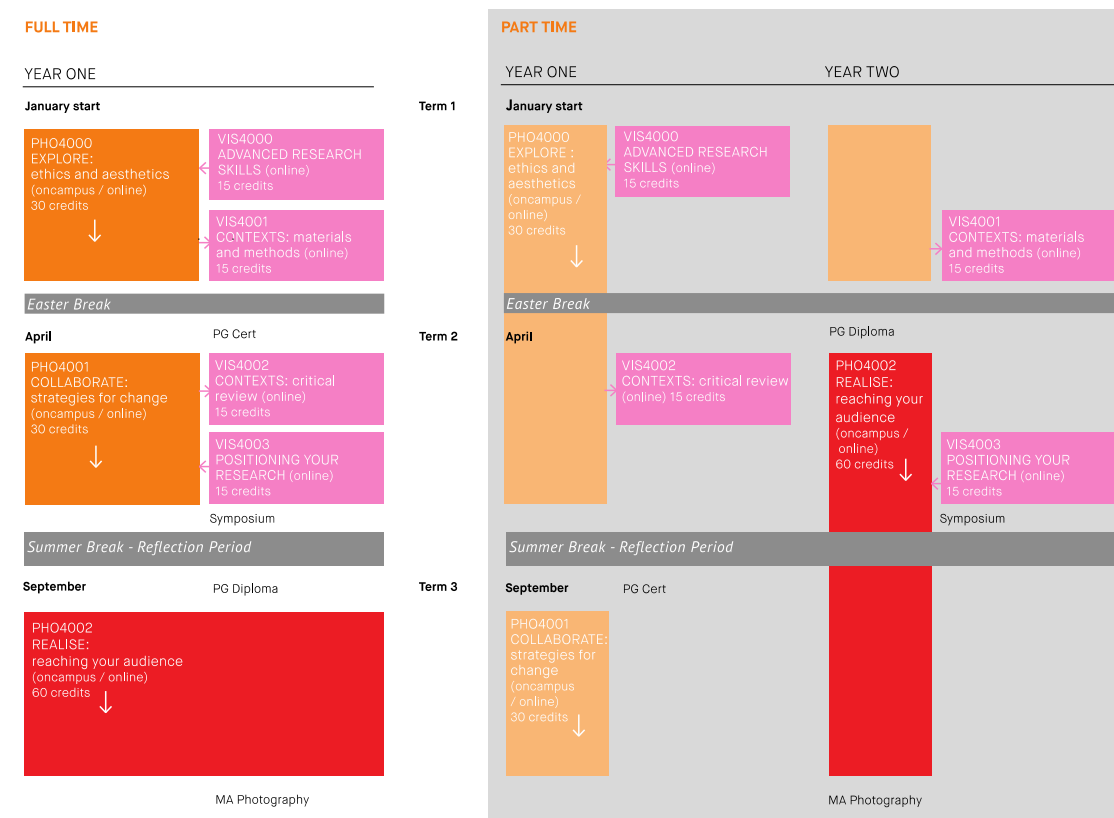 FULL TIME
YEAR ONE
January start
PHO4000
EXPLORE:
ethics and aesthetics
(oncampus / online)
30 credits
VIS4000
ADVANCED RESEARCH
SKILLS (online)
15 credits
VIS4001
CONTEXTS: materials
and methods (online)
15 credits
Easter Break
April
PG Cert
PHO4001
COLLABORATE:
strategies for change
(oncampus / online)
30 credits
VIS4002
CONTEXTS: critical
review (online)
15 credits
VIS4003
POSITIONING YOUR
RESEARCH (online)
15 credits
Symposium
Summer Break - Reflection Period
September
PG Diploma
PHO4002
REALISE:
reaching your audience
(oncampus / online)
60 credits
MA Photography
Term 1
Term 2
Term 3
PART TIME
YEAR ONE
YEAR TWO
January start
PHO4000
EXPLORE :
ethics and
aesthetics
(oncampus /
online)
30 credits
VIS4000
ADVANCED RESEARCH
SKILLS (online)
15 credits
VIS4001
CONTEXTS: materials
and methods (online)
15 credits
Easter Break
April
PG Diploma
VIS4002
CONTEXTS: critical review
(online) 15 credits
PHO4002
REALISE:
reaching your
audience
(oncampus /
online)
60 credits
VIS4003
POSITIONING YOUR
RESEARCH (online)
15 credits
Symposium
Summer Break - Reflection Period
September
PG Cert
PHO4001
COLLABORATE:
strategies for
change
(oncampus
/ online)
30 credits
MA Photography